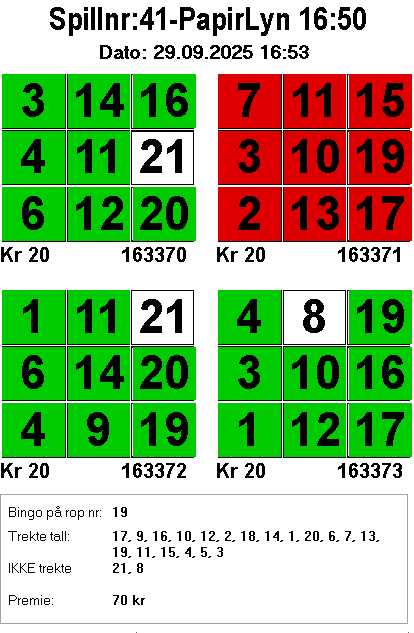 Spillnr:41-PapirLyn 16:50
Dato: 29.09.2025 16:53
3 14 16 7 11 15
4 11 21 3 10 19
6 12 20 2 13 17
Kr 20 163370 Kr 20 163371
1 11 21 4 8 19
6 14 20 3 10 16
4 9 19 1 12 17
Kr 20 163372 Kr 20 163373
Bingo på rop nr: 19
Trekte tall: 17, 9, 16, 10, 12, 2, 18, 14, 1, 20, 6, 7, 13,
19, 11, 15, 4, 5, 3
IKKE trekte 21, 8
Premie: 70 kr